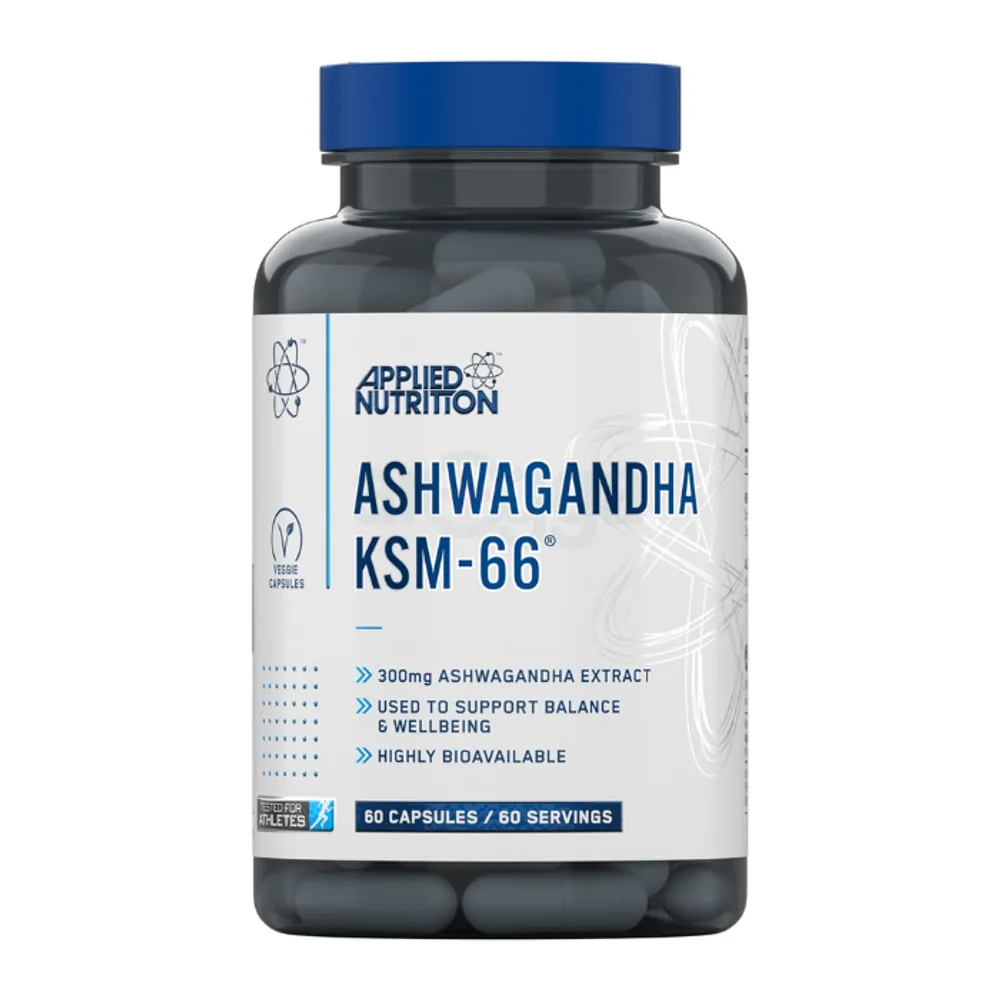 APPLIED
NUTRITION
ASHWAGANDHA
KSM-66®
VEGGIE
CAPSULES
300mg ASHWAGANDHA EXTRACT
USED TO SUPPORT BALANCE
& WELLBEING
HIGHLY BIOAVAILABLE
TESTED FOR
ATHLETES
60 CAPSULES / 60 SERVINGS